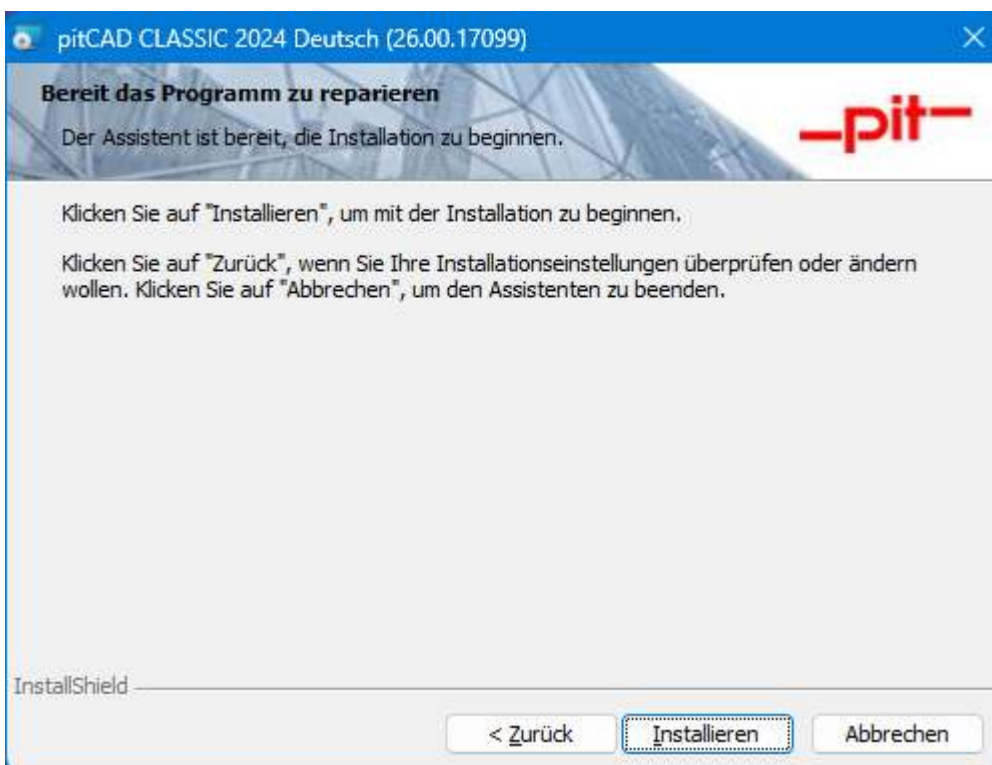 pitCAD CLASSIC 2024 Deutsch (26.00.17099)
Bereit das Programm zu reparieren
Der Assistent ist bereit, die Installation zu beginnen.
pit
Klicken Sie auf "Installieren", um mit der Installation zu beginnen.
Klicken Sie auf "Zurück", wenn Sie Ihre Installationseinstellungen überprüfen oder ändern
wollen. Klicken Sie auf "Abbrechen", um den Assistenten zu beenden.
InstallShield
< Zurück Installieren Abbrechen